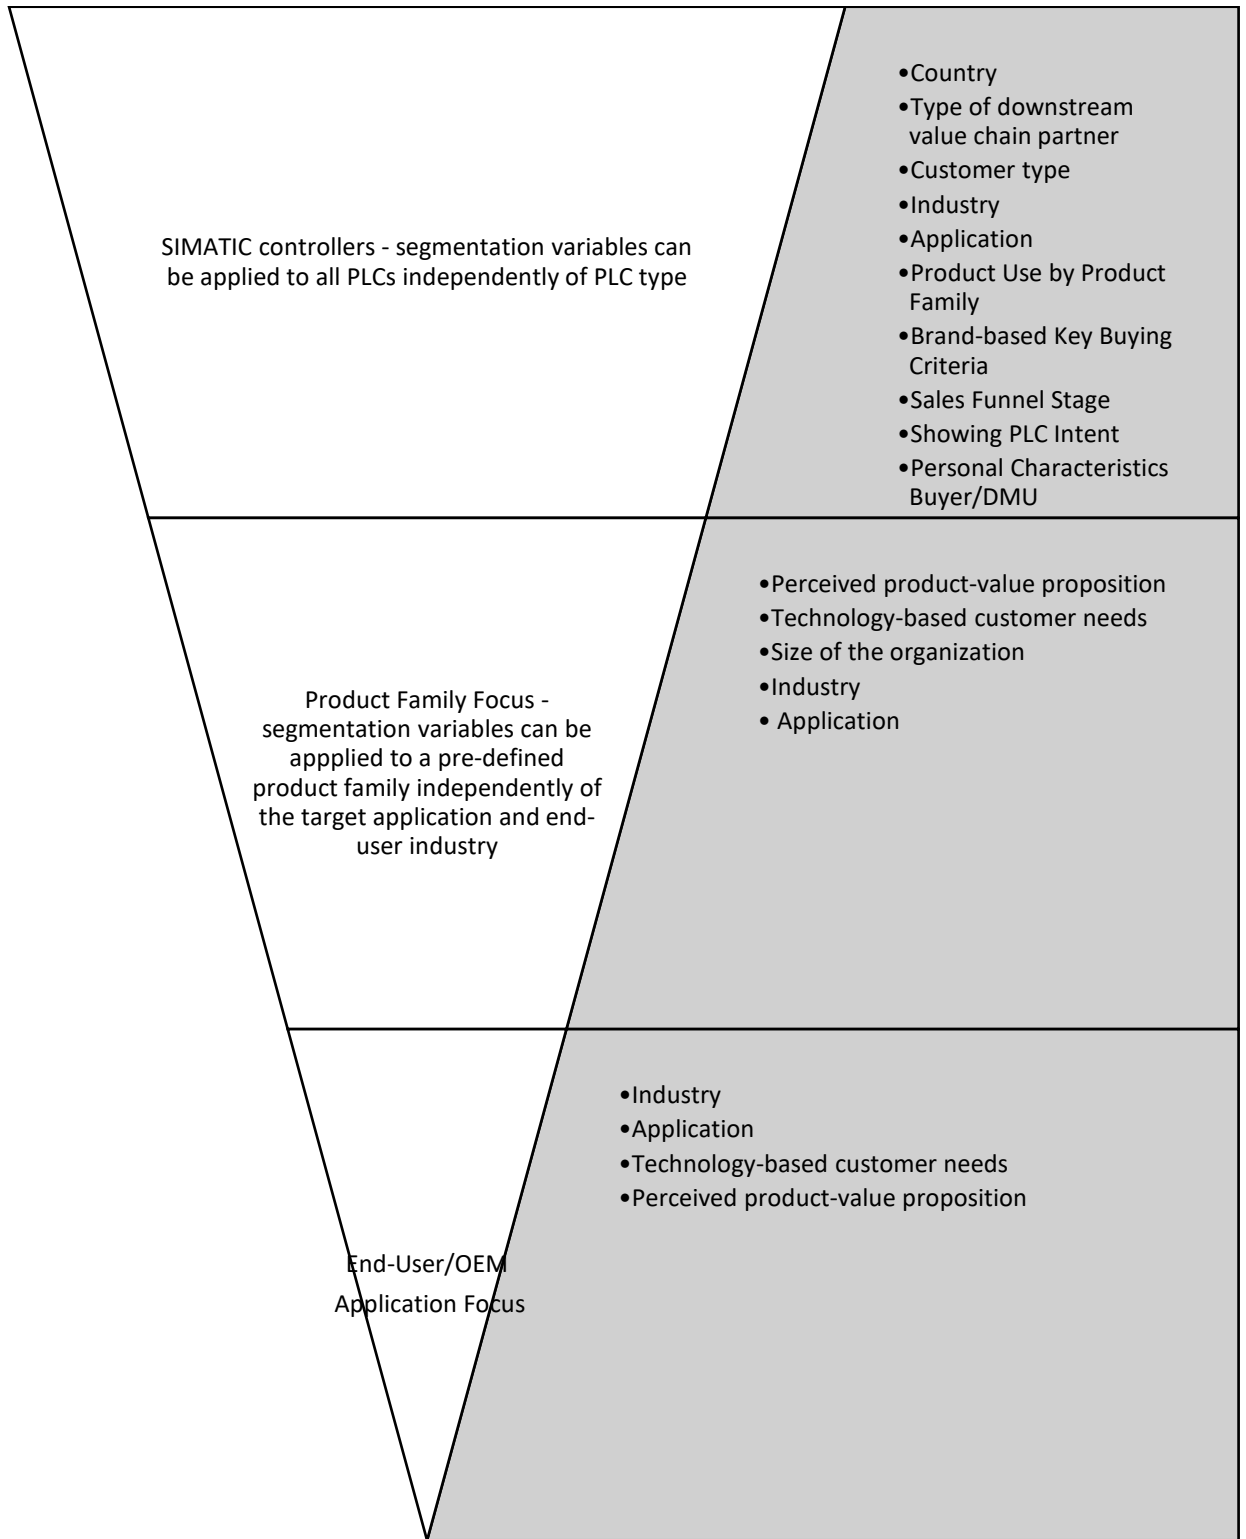 SIMATIC controllers - segmentation variables can
be applied to all PLCs independently of PLC type
•Country
•Type of downstream
value chain partner
•Customer type
•Industry
•Application
•Product Use by Product
Family
•Brand-based Key Buying
Criteria
•Sales Funnel Stage
•Showing PLC Intent
•Personal Characteristics
Buyer/DMU
Product Family Focus -
segmentation variables can be
appplied to a pre-defined
product family independently of
the target application and end-
user industry
•Perceived product-value proposition
•Technology-based customer needs
•Size of the organization
•Industry
• Application
End-User/OEM
Application Focus
•Industry
•Application
•Technology-based customer needs
•Perceived product-value proposition